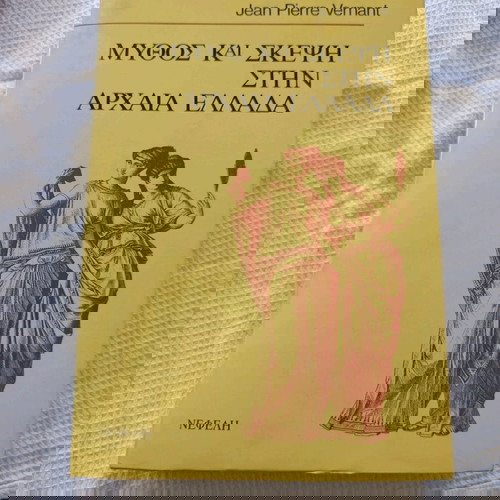 Jean Pierre Vernant
ΜΥΘΟΣ ΚΑΙ ΣΚΕΨΗ
ΣΤΗΝ
ΑΡΧΑΙΑ ΕΛΛΑΔΑ
ΝΕΦΕΛΗ